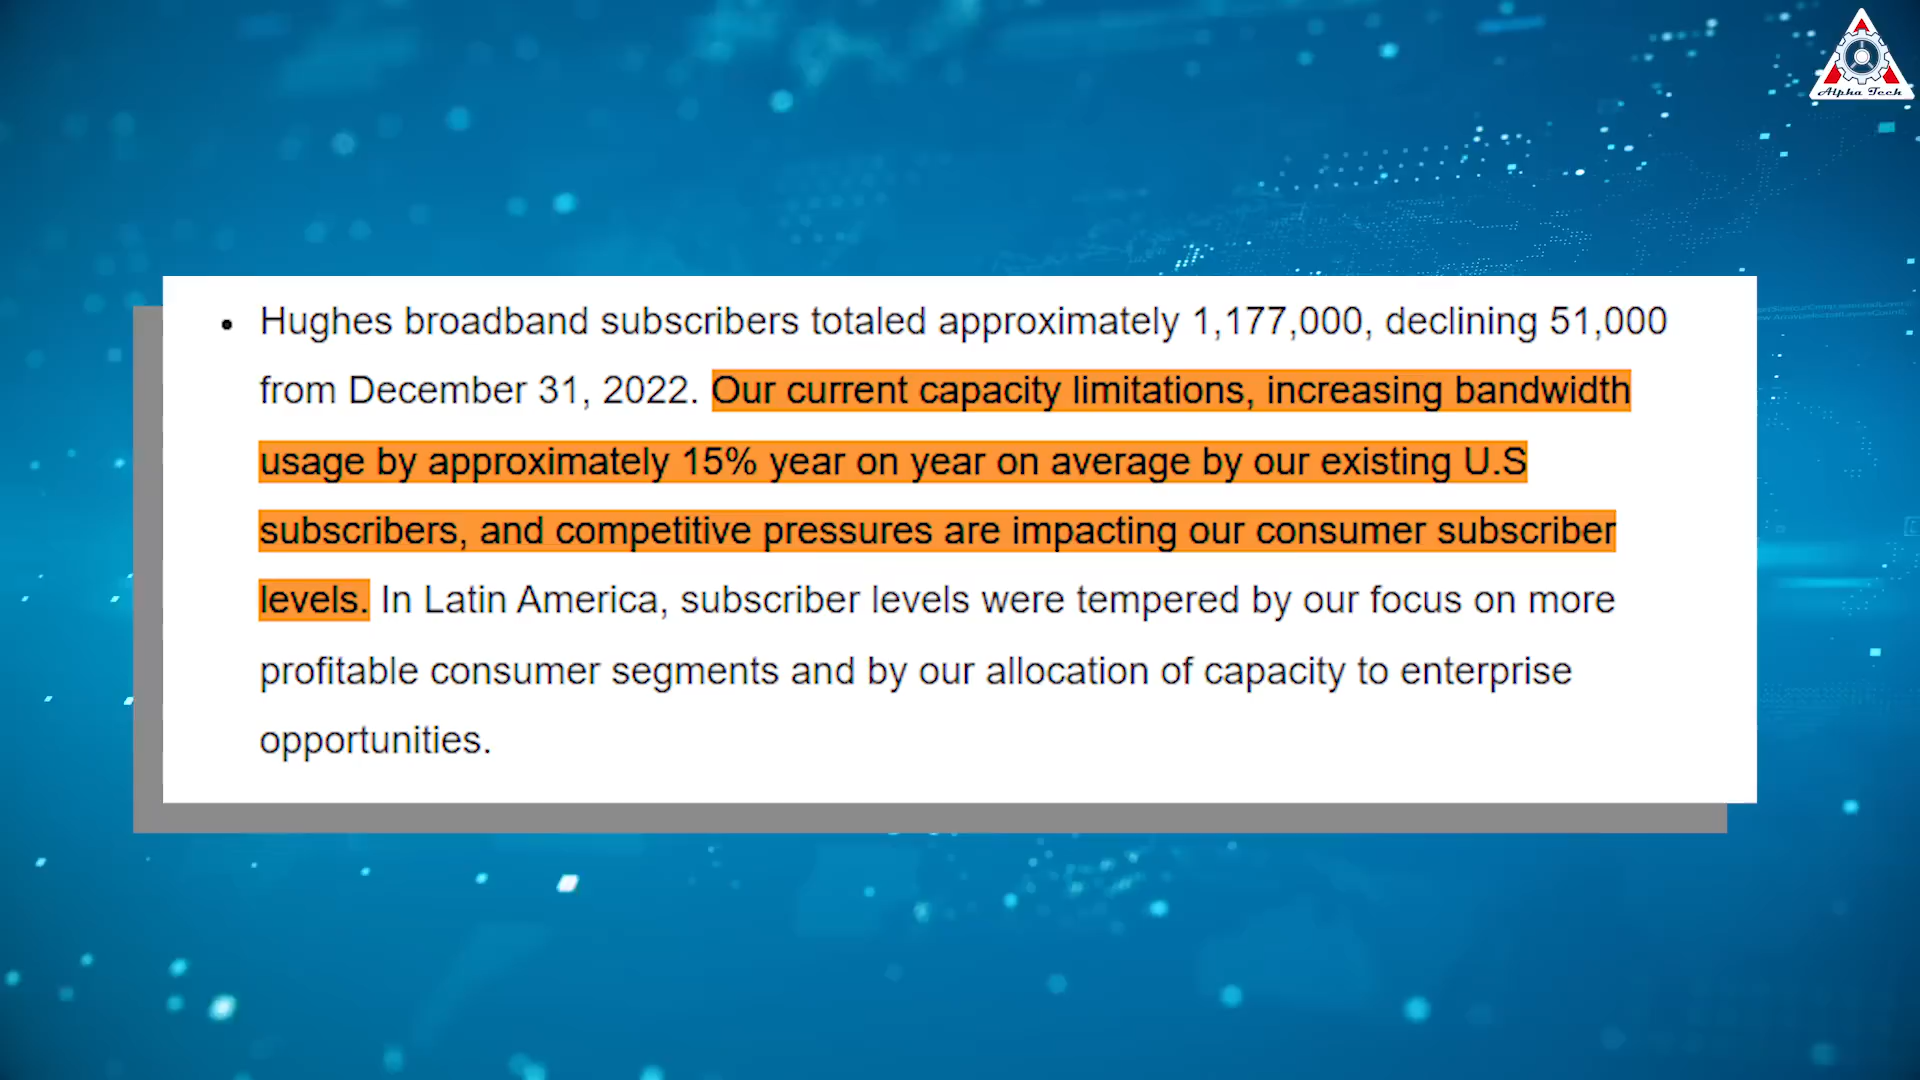 Alpha Tech
• Hughes broadband subscribers totaled approximately 1,177,000, declining 51,000
from December 31, 2022. Our current capacity limitations, increasing bandwidth
usage by approximately 15% year on year on average by our existing U.S
subscribers, and competitive pressures are impacting our consumer subscriber
levels. In Latin America, subscriber levels were tempered by our focus on more
profitable consumer segments and by our allocation of capacity to enterprise
opportunities.